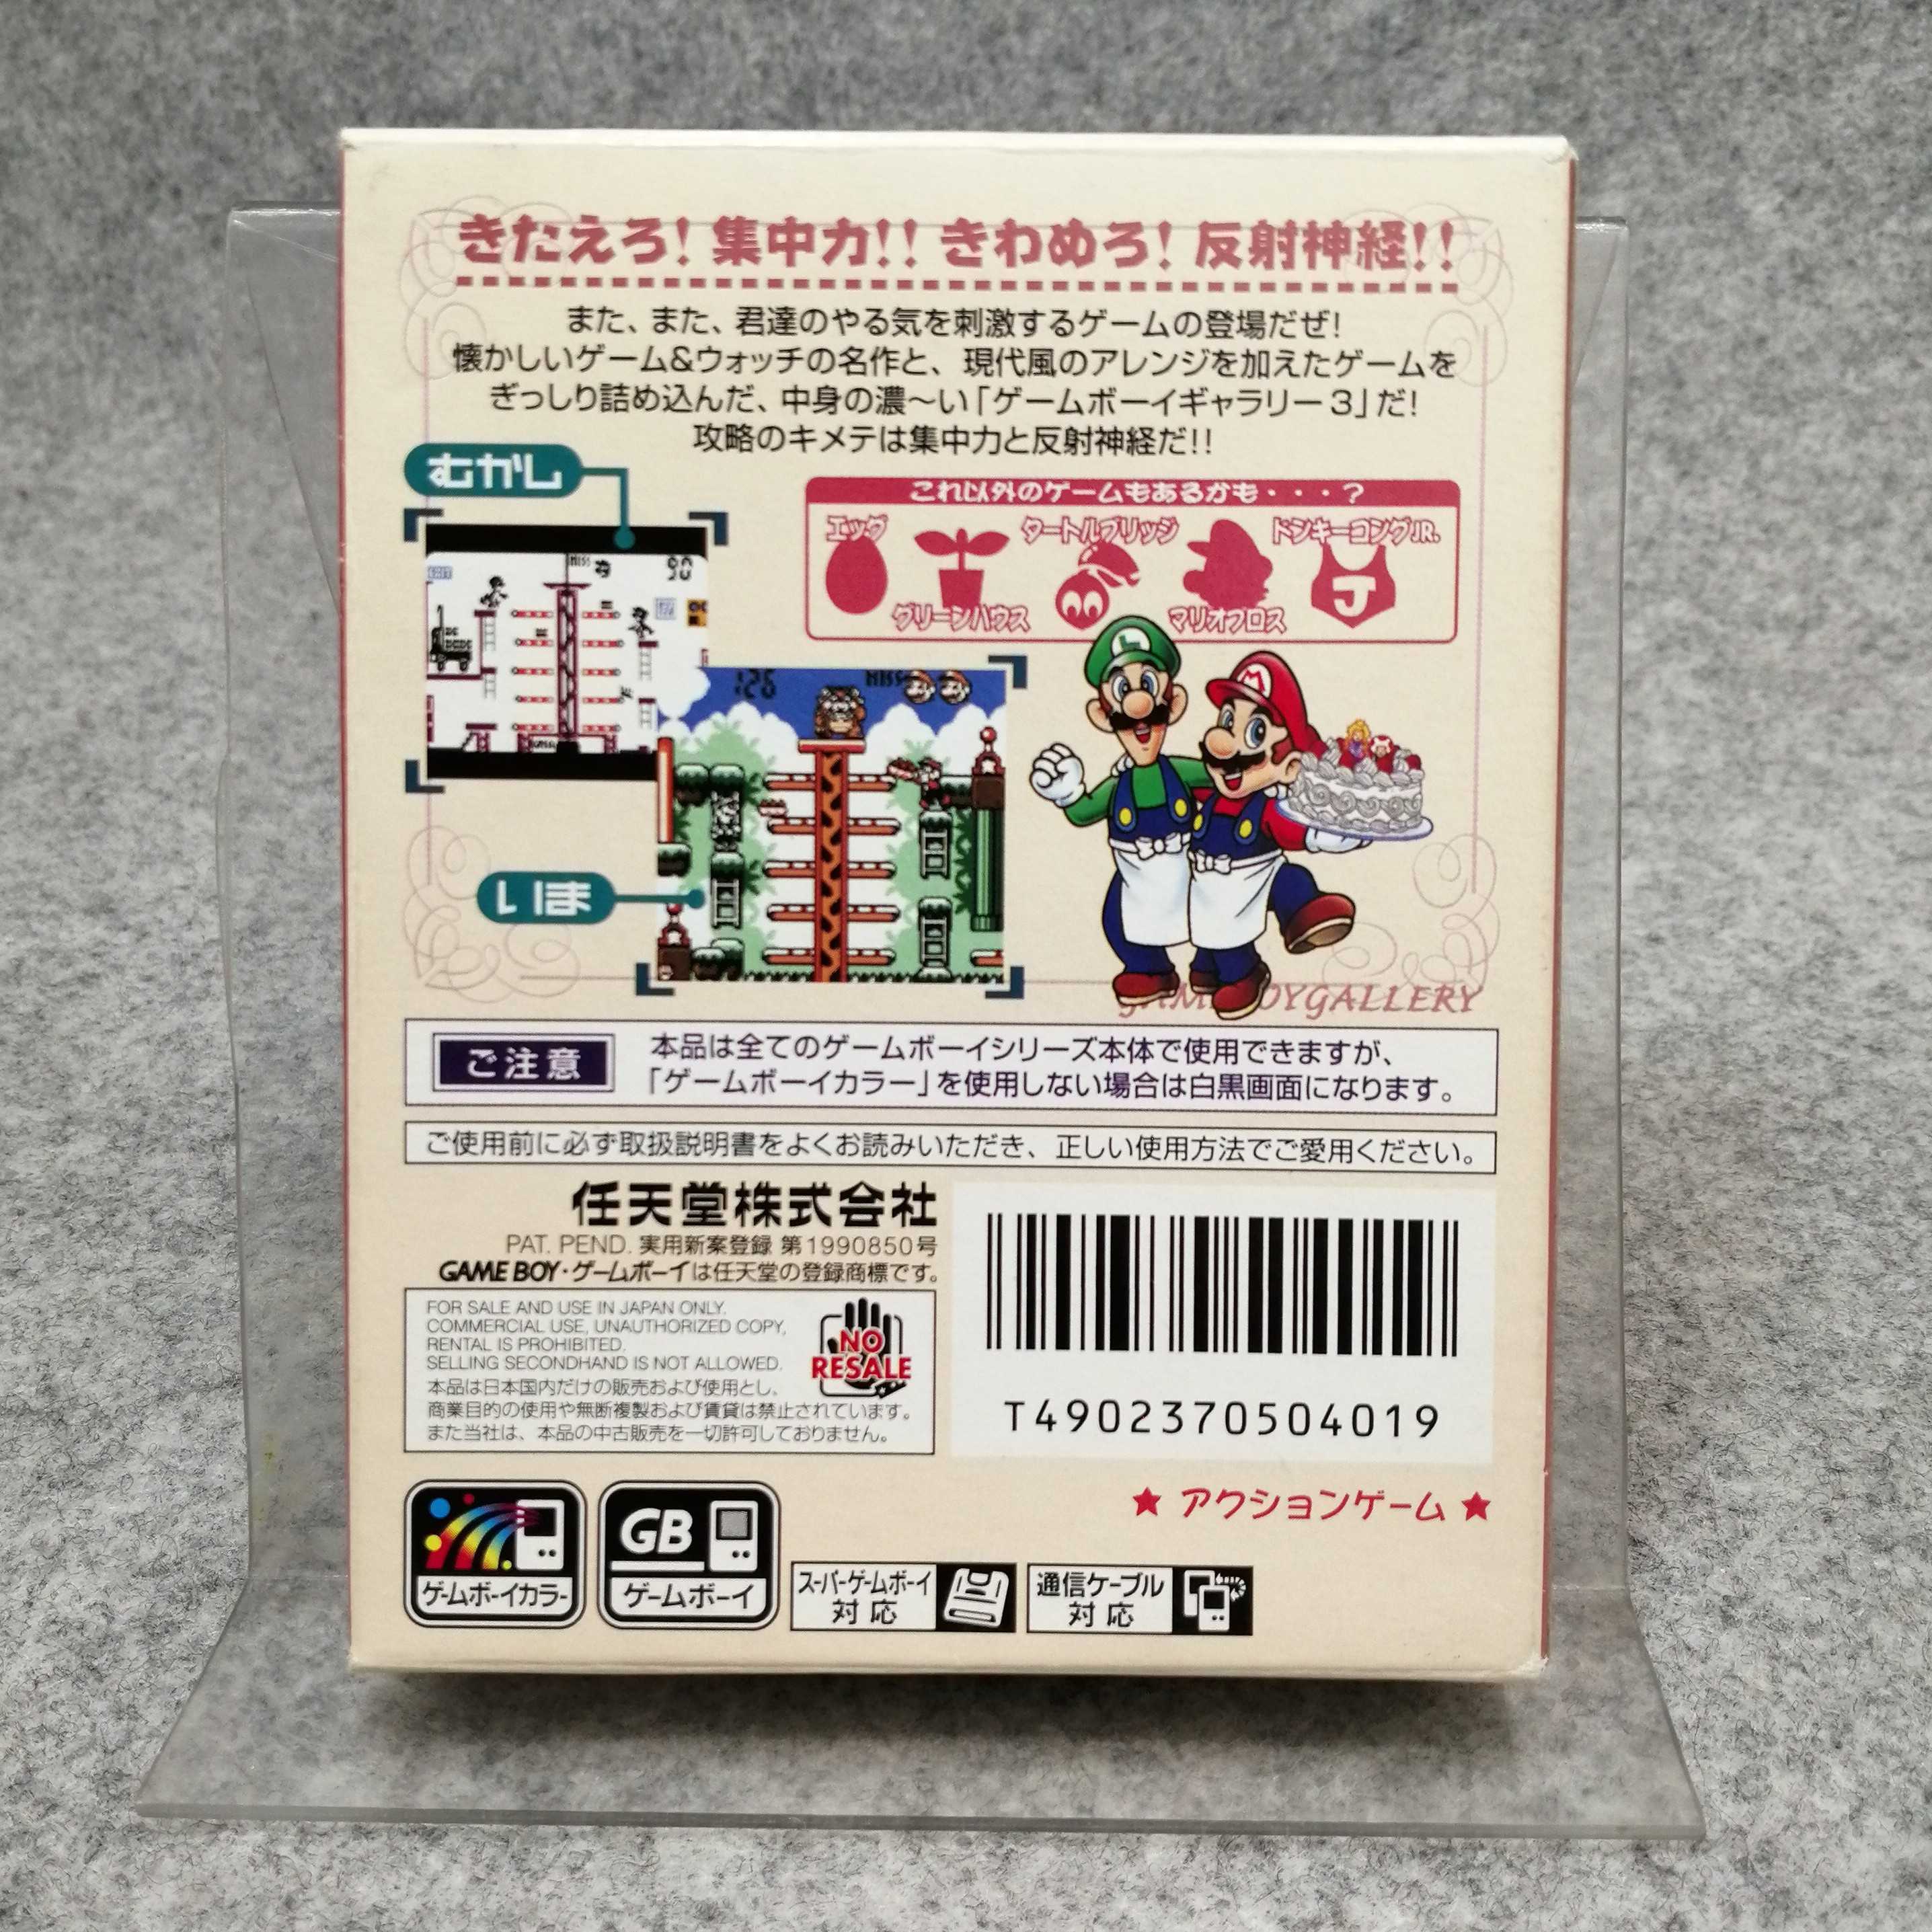 きたえろ! 集中力!! きわめろ! 反射神経!!
また、また、君達のやる気を刺激するゲームの登場だぜ!
懐かしいゲーム&ウォッチの名作と、現代風のアレンジを加えたゲームを
ぎっしり詰め込んだ、中身の濃〜い「ゲームボーイギャラリー3」だ!
攻略のキメテは集中力と反射神経だ!!
むかし
これ以外のゲームもあるかも・・・?
エッグ
タートルブリッジ
ドンキーコングJR.
グリーンハウス
マリオブロス
J
MISS
90
126
MISS
L
M
いま
GAMEBOYGALLERY
ご注意
本品は全てのゲームボーイシリーズ本体で使用できますが、
「ゲームボーイカラー」を使用しない場合は白黒画面になります。
ご使用前に必ず取扱説明書をよくお読みいただき、正しい使用方法でご愛用ください。
任天堂株式会社
PAT. PEND. 実用新案登録 第1990850号
GAME BOY・ゲームボーイは任天堂の登録商標です。
FOR SALE AND USE IN JAPAN ONLY.
COMMERCIAL USE, UNAUTHORIZED COPY,
RENTAL IS PROHIBITED.
SELLING SECONDHAND IS NOT ALLOWED.
本品は日本国内だけの販売および使用とし、
商業目的の使用や無断複製および賃貸は禁止されています。
また当社は、本品の中古販売を一切許可しておりません。
NO
RESALE
T4902370504019
★ アクションゲーム ★
ゲームボーイカラー
GB
ゲームボーイ
スーパーゲームボーイ
対応
通信ケーブル
対応